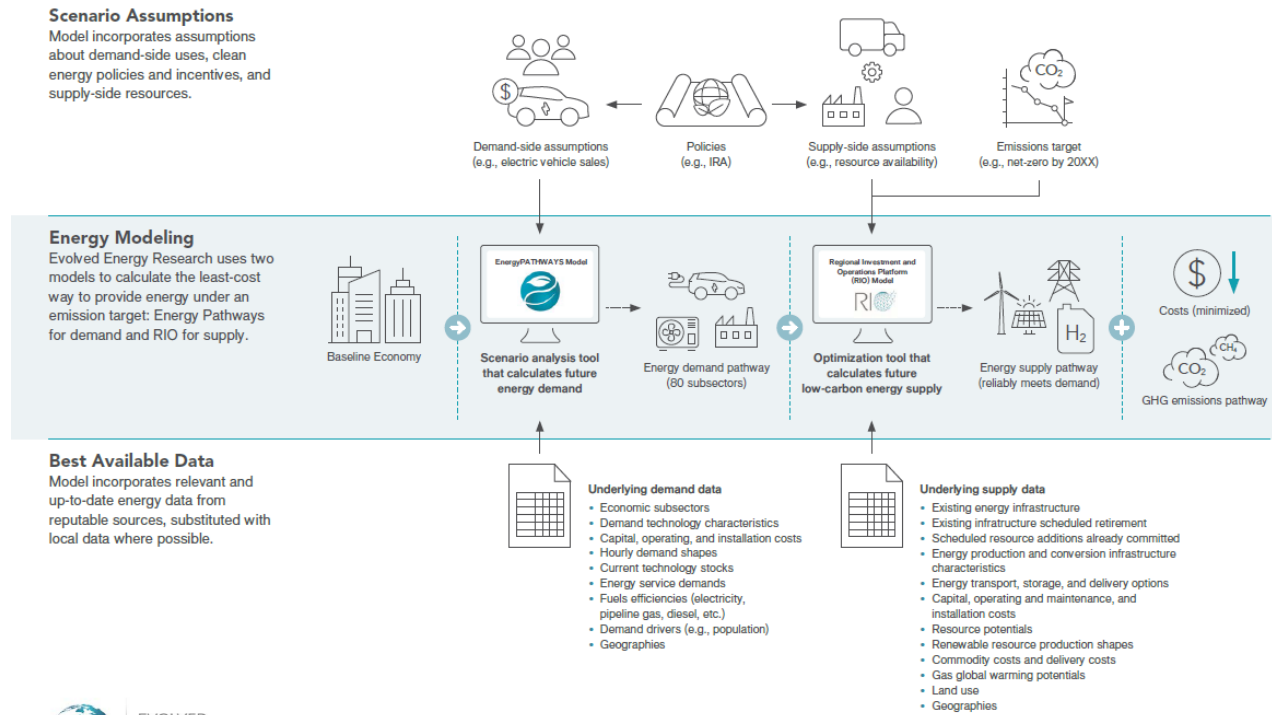 Scenario Assumptions
Model incorporates assumptions
about demand-side uses, clean
energy policies and incentives, and
supply-side resources.
$
CO2
Demand-side assumptions
(e.g., electric vehicle sales)
Policies
(e.g., IRA)
Supply-side assumptions
(e.g., resource availability)
Emissions target
(e.g., net-zero by 20XX)
Energy Modeling
Evolved Energy Research uses two
models to calculate the least-cost
way to provide energy under an
emission target: Energy Pathways
for demand and RIO for supply.
Baseline Economy
EnergyPATHWAYS Model
Scenario analysis tool
that calculates future
energy demand
Energy demand pathway
(80 subsectors)
Regional Investment and
Operations Platform
(RIO) Model
RIO
Optimization tool that
calculates future
low-carbon energy supply
H2
Energy supply pathway
(reliably meets demand)
$
Costs (minimized)
CO2
CH4
GHG emissions pathway
Best Available Data
Model incorporates relevant and
up-to-date energy data from
reputable sources, substituted with
local data where possible.
Underlying demand data
• Economic subsectors
• Demand technology characteristics
• Capital, operating, and installation costs
• Hourly demand shapes
• Current technology stocks
• Energy service demands
• Fuels efficiencies (electricity,
pipeline gas, diesel, etc.)
• Demand drivers (e.g., population)
• Geographies
Underlying supply data
• Existing energy infrastructure
• Existing infratructure scheduled retirement
• Scheduled resource additions already committed
• Energy production and conversion infrastructure
characteristics
• Energy transport, storage, and delivery options
• Capital, operating and maintenance, and
installation costs
• Resource potentials
• Renewable resource production shapes
• Commodity costs and delivery costs
• Gas global warming potentials
• Land use
• Geographies
EVOLVED